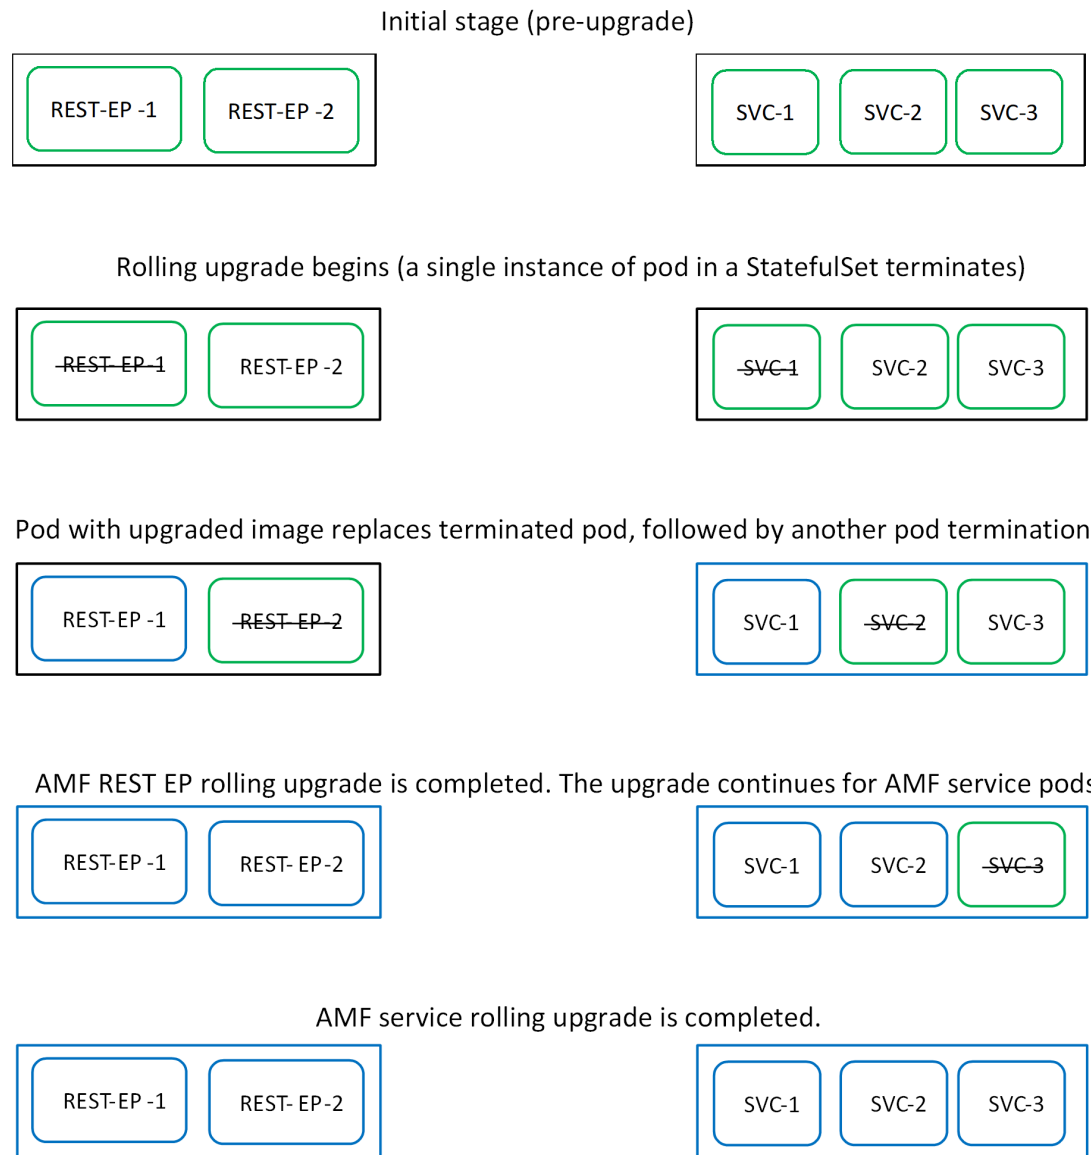 Initial stage (pre-upgrade)
REST-EP -1 REST-EP -2 SVC-1 SVC-2 SVC-3
Rolling upgrade begins (a single instance of pod in a StatefulSet terminates)
REST- EP -1 REST-EP -2 SVC-1 SVC-2 SVC-3
Pod with upgraded image replaces terminated pod, followed by another pod termination
REST-EP -1 REST- EP -2 SVC-1 SVC-2 SVC-3
AMF REST EP rolling upgrade is completed. The upgrade continues for AMF service pods
REST-EP -1 REST- EP -2 SVC-1 SVC-2 SVC-3
AMF service rolling upgrade is completed.
REST-EP -1 REST- EP -2 SVC-1 SVC-2 SVC-3